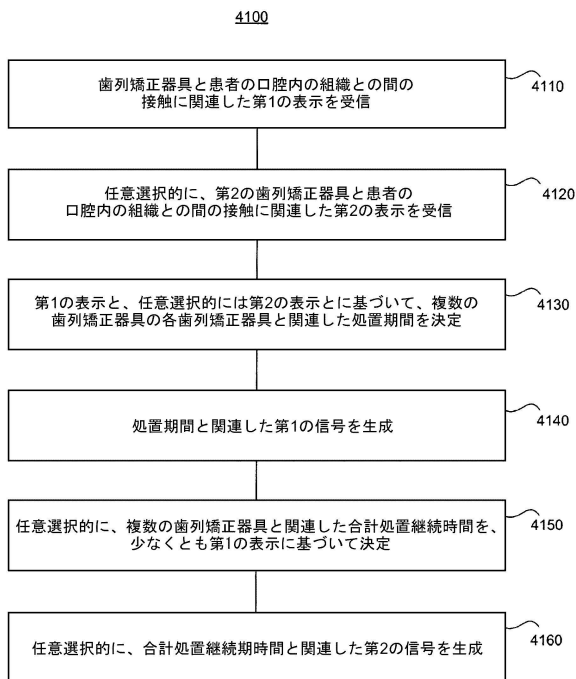 4100
歯列矯正器具と患者の口腔内の組織との間の
接触に関連した第1の表示を受信
4110
任意選択的に、第2の歯列矯正器具と患者の
口腔内の組織との間の接触に関連した第2の表示を受信
4120
第1の表示と、任意選択的には第2の表示とに基づいて、複数の
歯列矯正器具の各歯列矯正器具と関連した処置期間を決定
4130
処置期間と関連した第1の信号を生成
4140
任意選択的に、複数の歯列矯正器具と関連した合計処置継続時間を、
少なくとも第1の表示に基づいて決定
4150
任意選択的に、合計処置継続期時間と関連した第2の信号を生成
4160